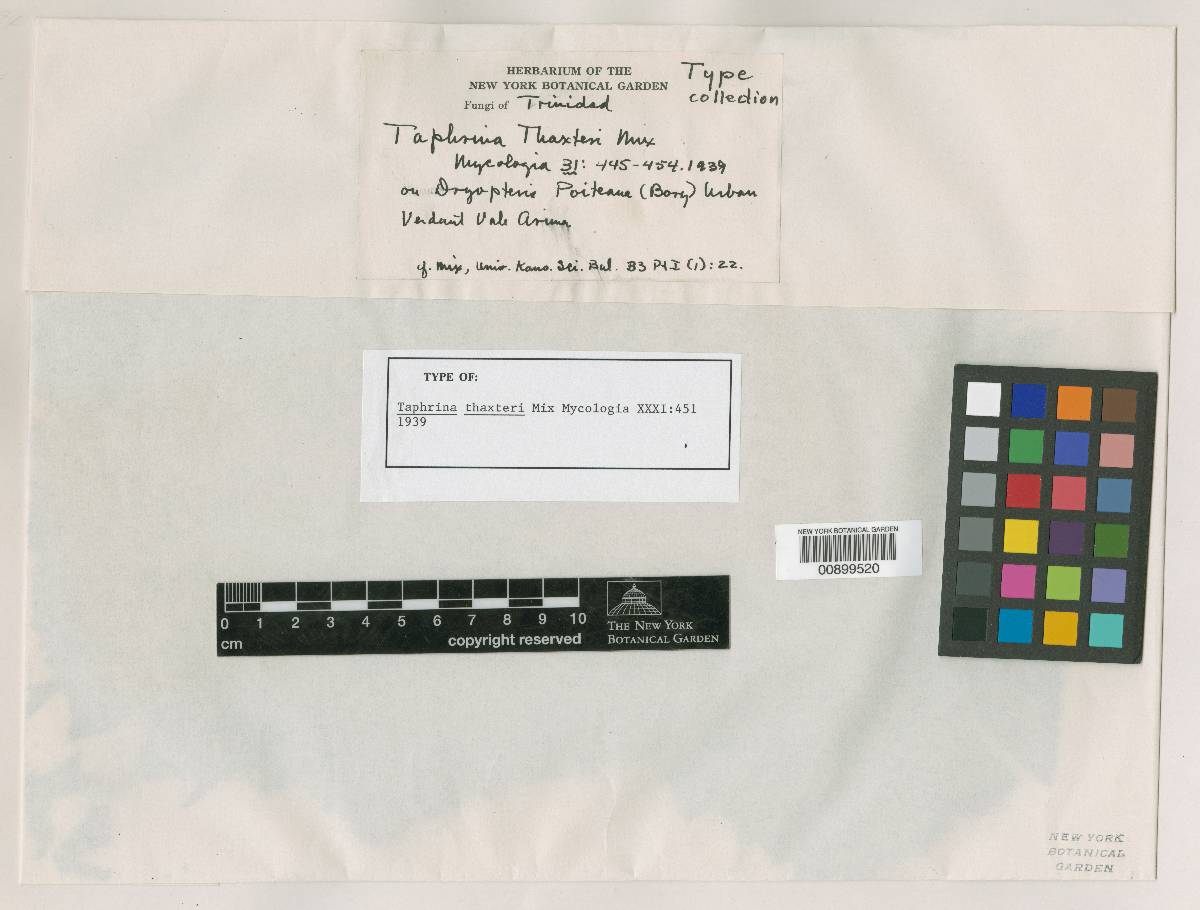 HERBARIUM OF THE
NEW YORK BOTANICAL GARDEN
Fungi of Trinidad
Type
collection
Taphrina Thaxteri Mix
Mycologia 31: 445-454.1939
on Dryopteris Poiteana (Bory) Urban
Verdant Vale Arima
cf. Mix, Univ. Kans. Sci. Bul. 33 Pt I (1): 22.
TYPE OF:
Taphrina thaxteri Mix Mycologia XXXI:451
1939
NEW YORK BOTANICAL GARDEN
00899520
0 1 2 3 4 5 6 7 8 9 10
cm
copyright reserved
THE NEW YORK
BOTANICAL GARDEN
NEW YORK
BOTANICAL
GARDEN